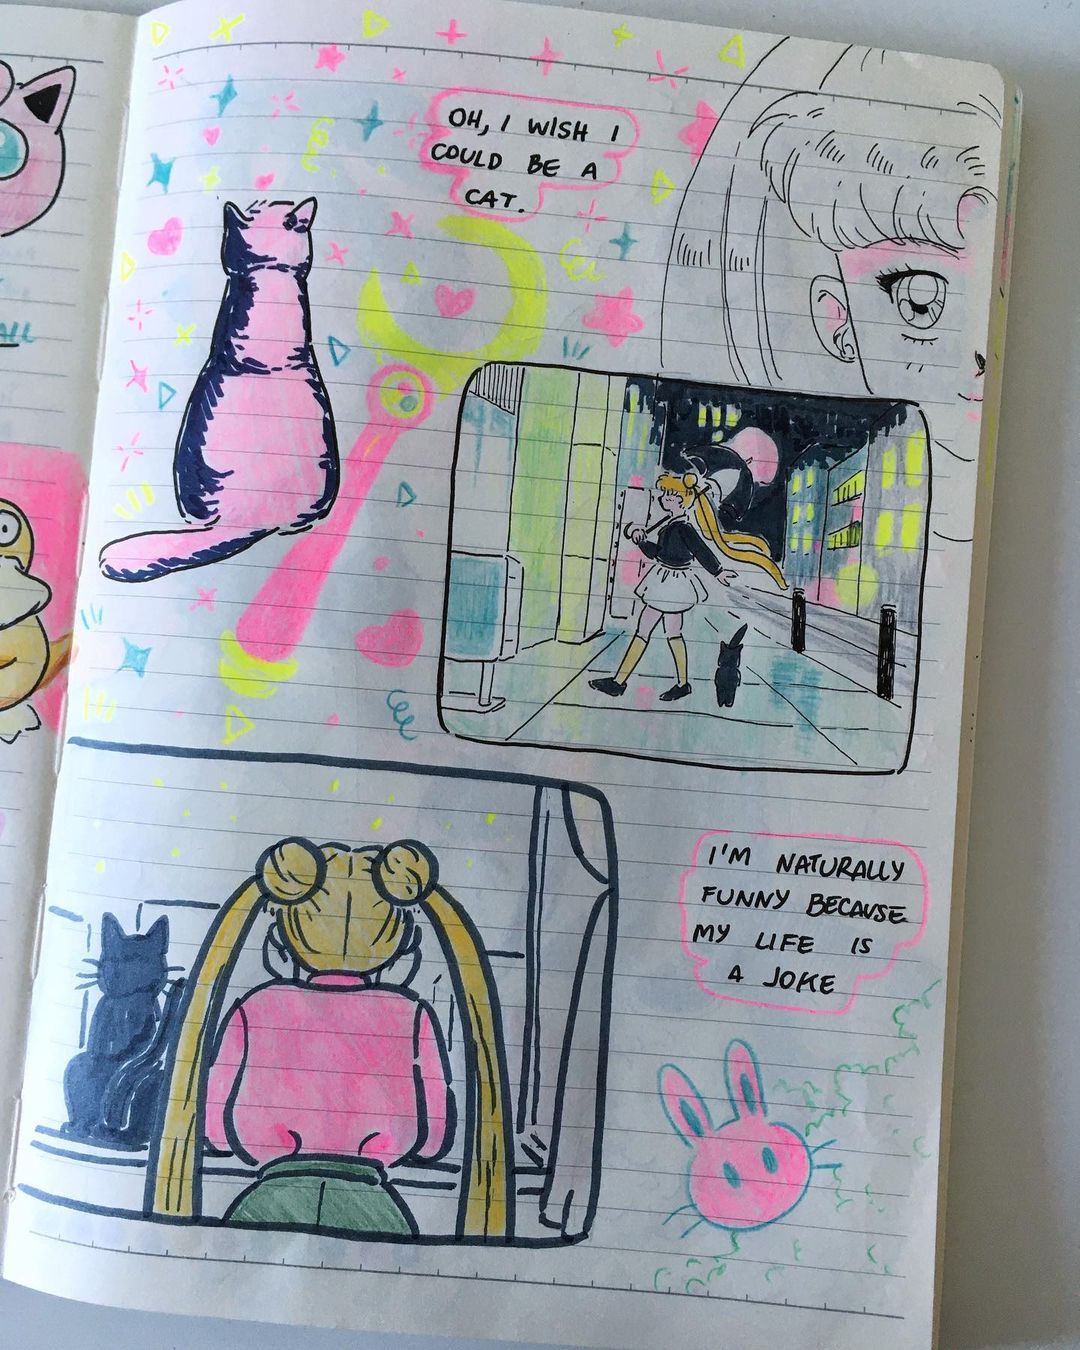 OH, I WISH I
COULD BE A
CAT.
I'M NATURALLY
FUNNY BECAUSE
MY LIFE IS
A JOKE